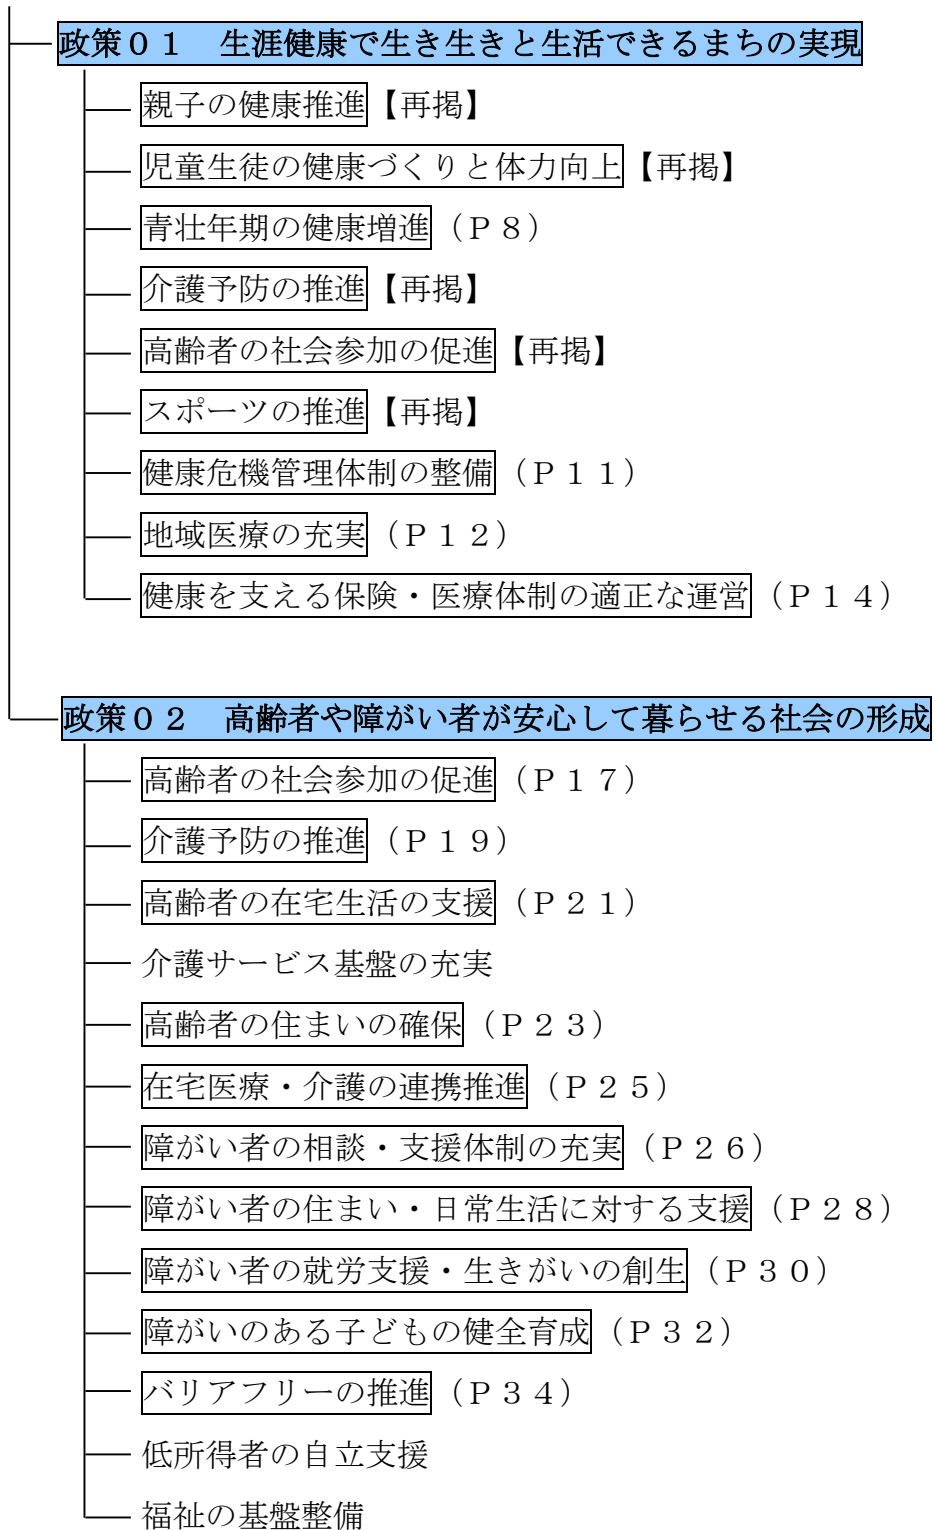 政策０１　生涯健康で生き生きと生活できるまちの実現
親子の健康推進【再掲】
児童生徒の健康づくりと体力向上【再掲】
青壮年期の健康増進（Ｐ８）
介護予防の推進【再掲】
高齢者の社会参加の促進【再掲】
スポーツの推進【再掲】
健康危機管理体制の整備（Ｐ１１）
地域医療の充実（Ｐ１２）
健康を支える保険・医療体制の適正な運営（Ｐ１４）
政策０２　高齢者や障がい者が安心して暮らせる社会の形成
高齢者の社会参加の促進（Ｐ１７）
介護予防の推進（Ｐ１９）
高齢者の在宅生活の支援（Ｐ２１）
介護サービス基盤の充実
高齢者の住まいの確保（Ｐ２３）
在宅医療・介護の連携推進（Ｐ２５）
障がい者の相談・支援体制の充実（Ｐ２６）
障がい者の住まい・日常生活に対する支援（Ｐ２８）
障がい者の就労支援・生きがいの創生（Ｐ３０）
障がいのある子どもの健全育成（Ｐ３２）
バリアフリーの推進（Ｐ３４）
低所得者の自立支援
福祉の基盤整備